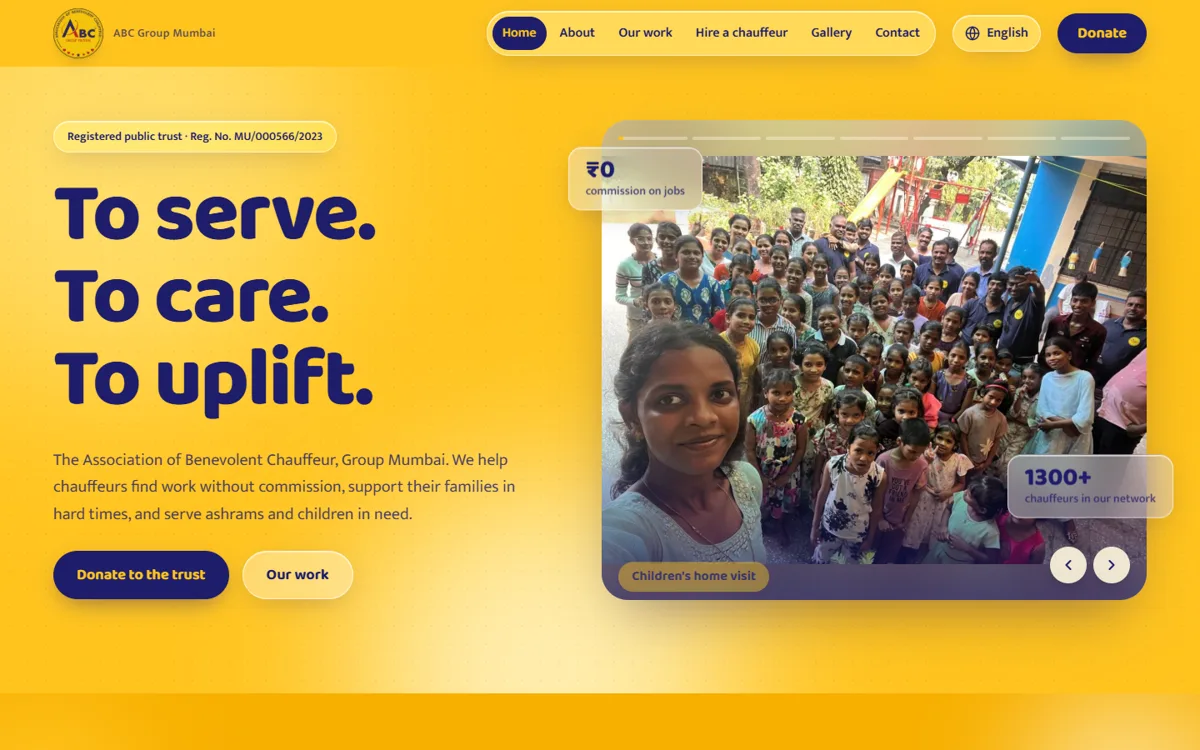 ABC
ABC Group Mumbai
Home
About
Our work
Hire a chauffeur
Gallery
Contact
English
Donate
Registered public trust · Reg. No. MU/000566/2023
To serve.
To care.
To uplift.
The Association of Benevolent Chauffeur, Group Mumbai. We help
chauffeurs find work without commission, support their families in
hard times, and serve ashrams and children in need.
Donate to the trust
Our work
₹0
commission on jobs
1300+
chauffeurs in our network
Children's home visit